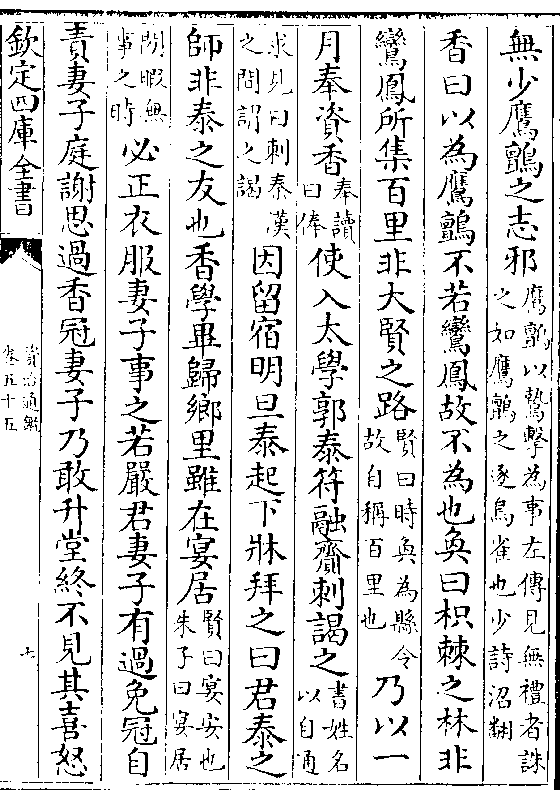 無少鷹鸇之志邪鷹鸇以鷙擊為事左傳見無禮者誅之如鷹鸇之逐鳥雀也少詩沼翻
香曰以為鷹鸇不若鸞鳳故不為也奐曰枳棘之林非
鸞鳳所集百里非大賢之路賢曰時奐為縣令故自稱百里也乃以一
月奉資香奉讀曰俸使入太學郭泰符融齎刺謁之書姓名以自通
求見曰刺秦漢之間謂之謁因留宿明旦泰起下牀拜之曰君泰之
師非泰之友也香學畢歸鄉里雖在宴居賢曰宴安也朱子曰宴居
閒暇無事之時必正衣服妻子事之若嚴君妻子有過免冠自
責妻子庭謝思過香冠妻子乃敢升堂終不見其喜怒
欽定四庫全書
資治通鑑
卷五十五
七